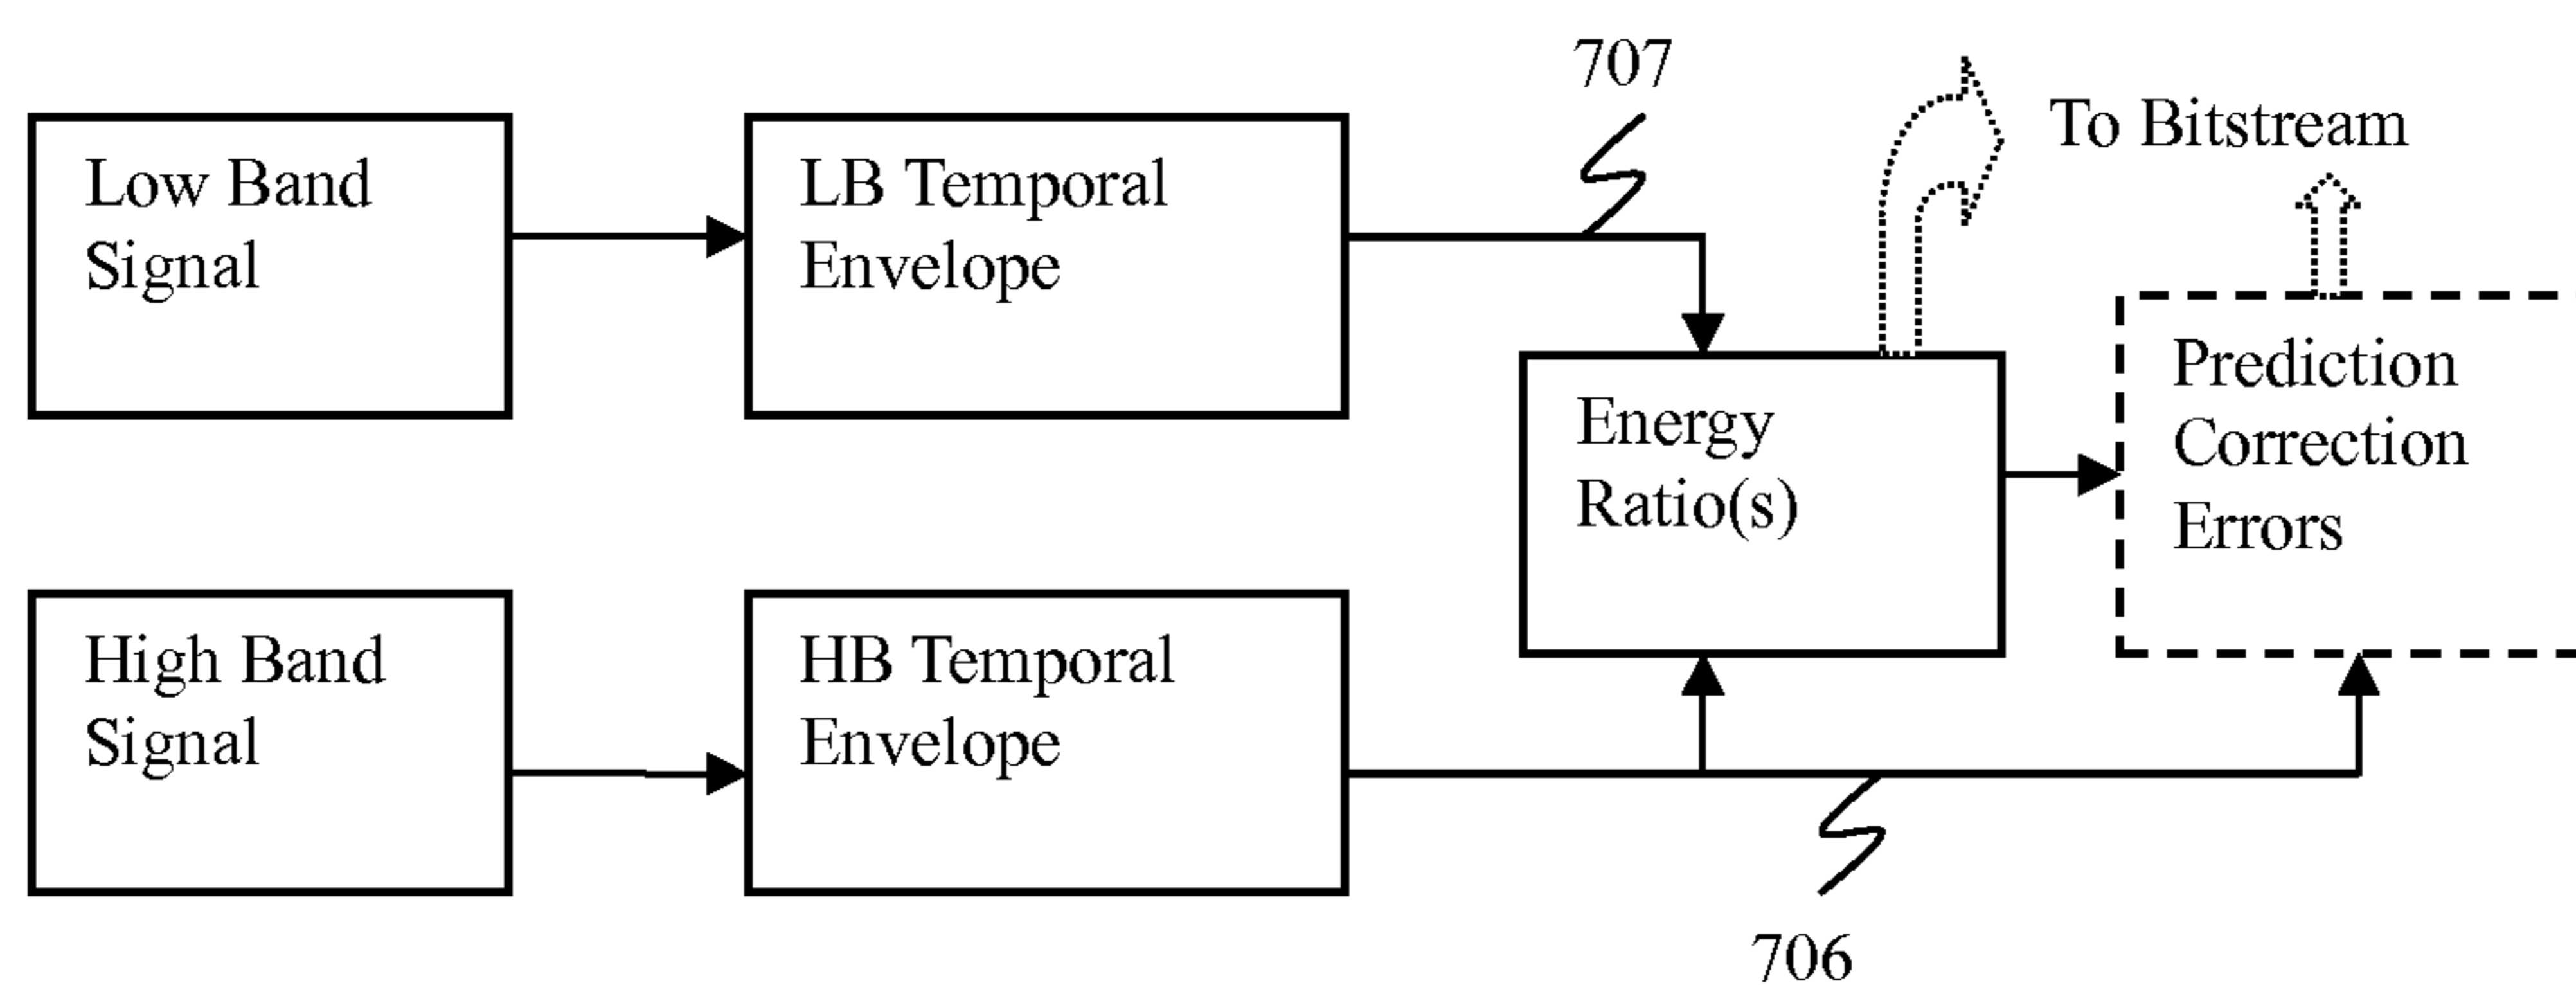 707
To Bitstream
Low Band
Signal
LB Temporal
Envelope
Prediction
Correction
Errors
Energy
Ratio(s)
High Band
Signal
HB Temporal
Envelope
706